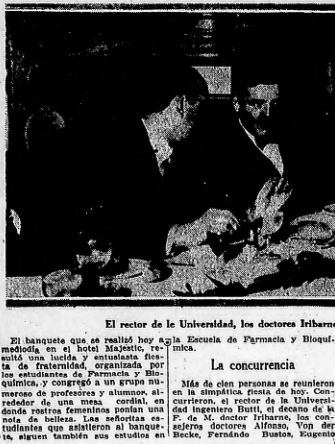 El rector de le Universidad, los doctores Iribarne
El banquete que se realizó hoy a
mediodía en el hotel Majestic, re-
sultó una lucida y entusiasta fies-
ta de fraternidad, organizada por
los estudiantes de Farmacia y Bio-
química, y congregó a un grupo nu-
meroso de profesores y alumnos, al-
rededor de una mesa cordial, en
donde rostros femeninos ponían una
nota de belleza. Las señoritas es-
tudiantes que asistieron al banque-
te, siguen también sus estudios en
la Escuela de Farmacia y Bioquí-
mica.
La concurrencia
Más de cien personas se reunieron
en la simpática fiesta de hoy. Con-
currieron, el rector de la Universi-
dad ingeniero Butti, el decano de la
F. de M. doctor Iribarne, los con-
sejeros doctores Alfonso, Von der
Becke, Fernando Bustos, Eugenio